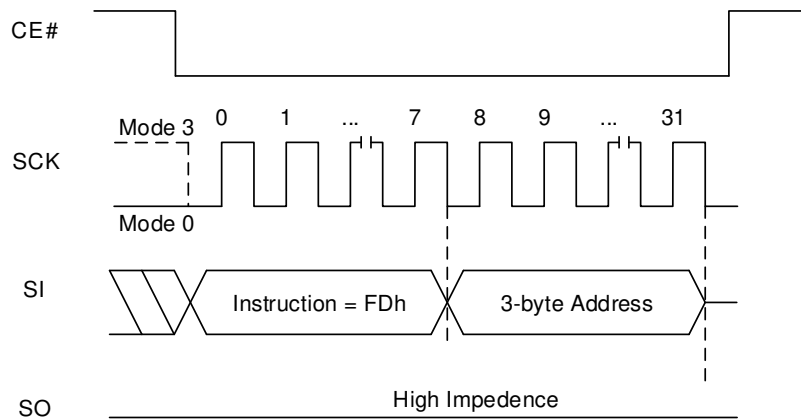 CE#
Mode 3
0 1 ... 7 8 9 ... 31
SCK
Mode 0
SI
Instruction = FDh
3-byte Address
High Impedence
SO